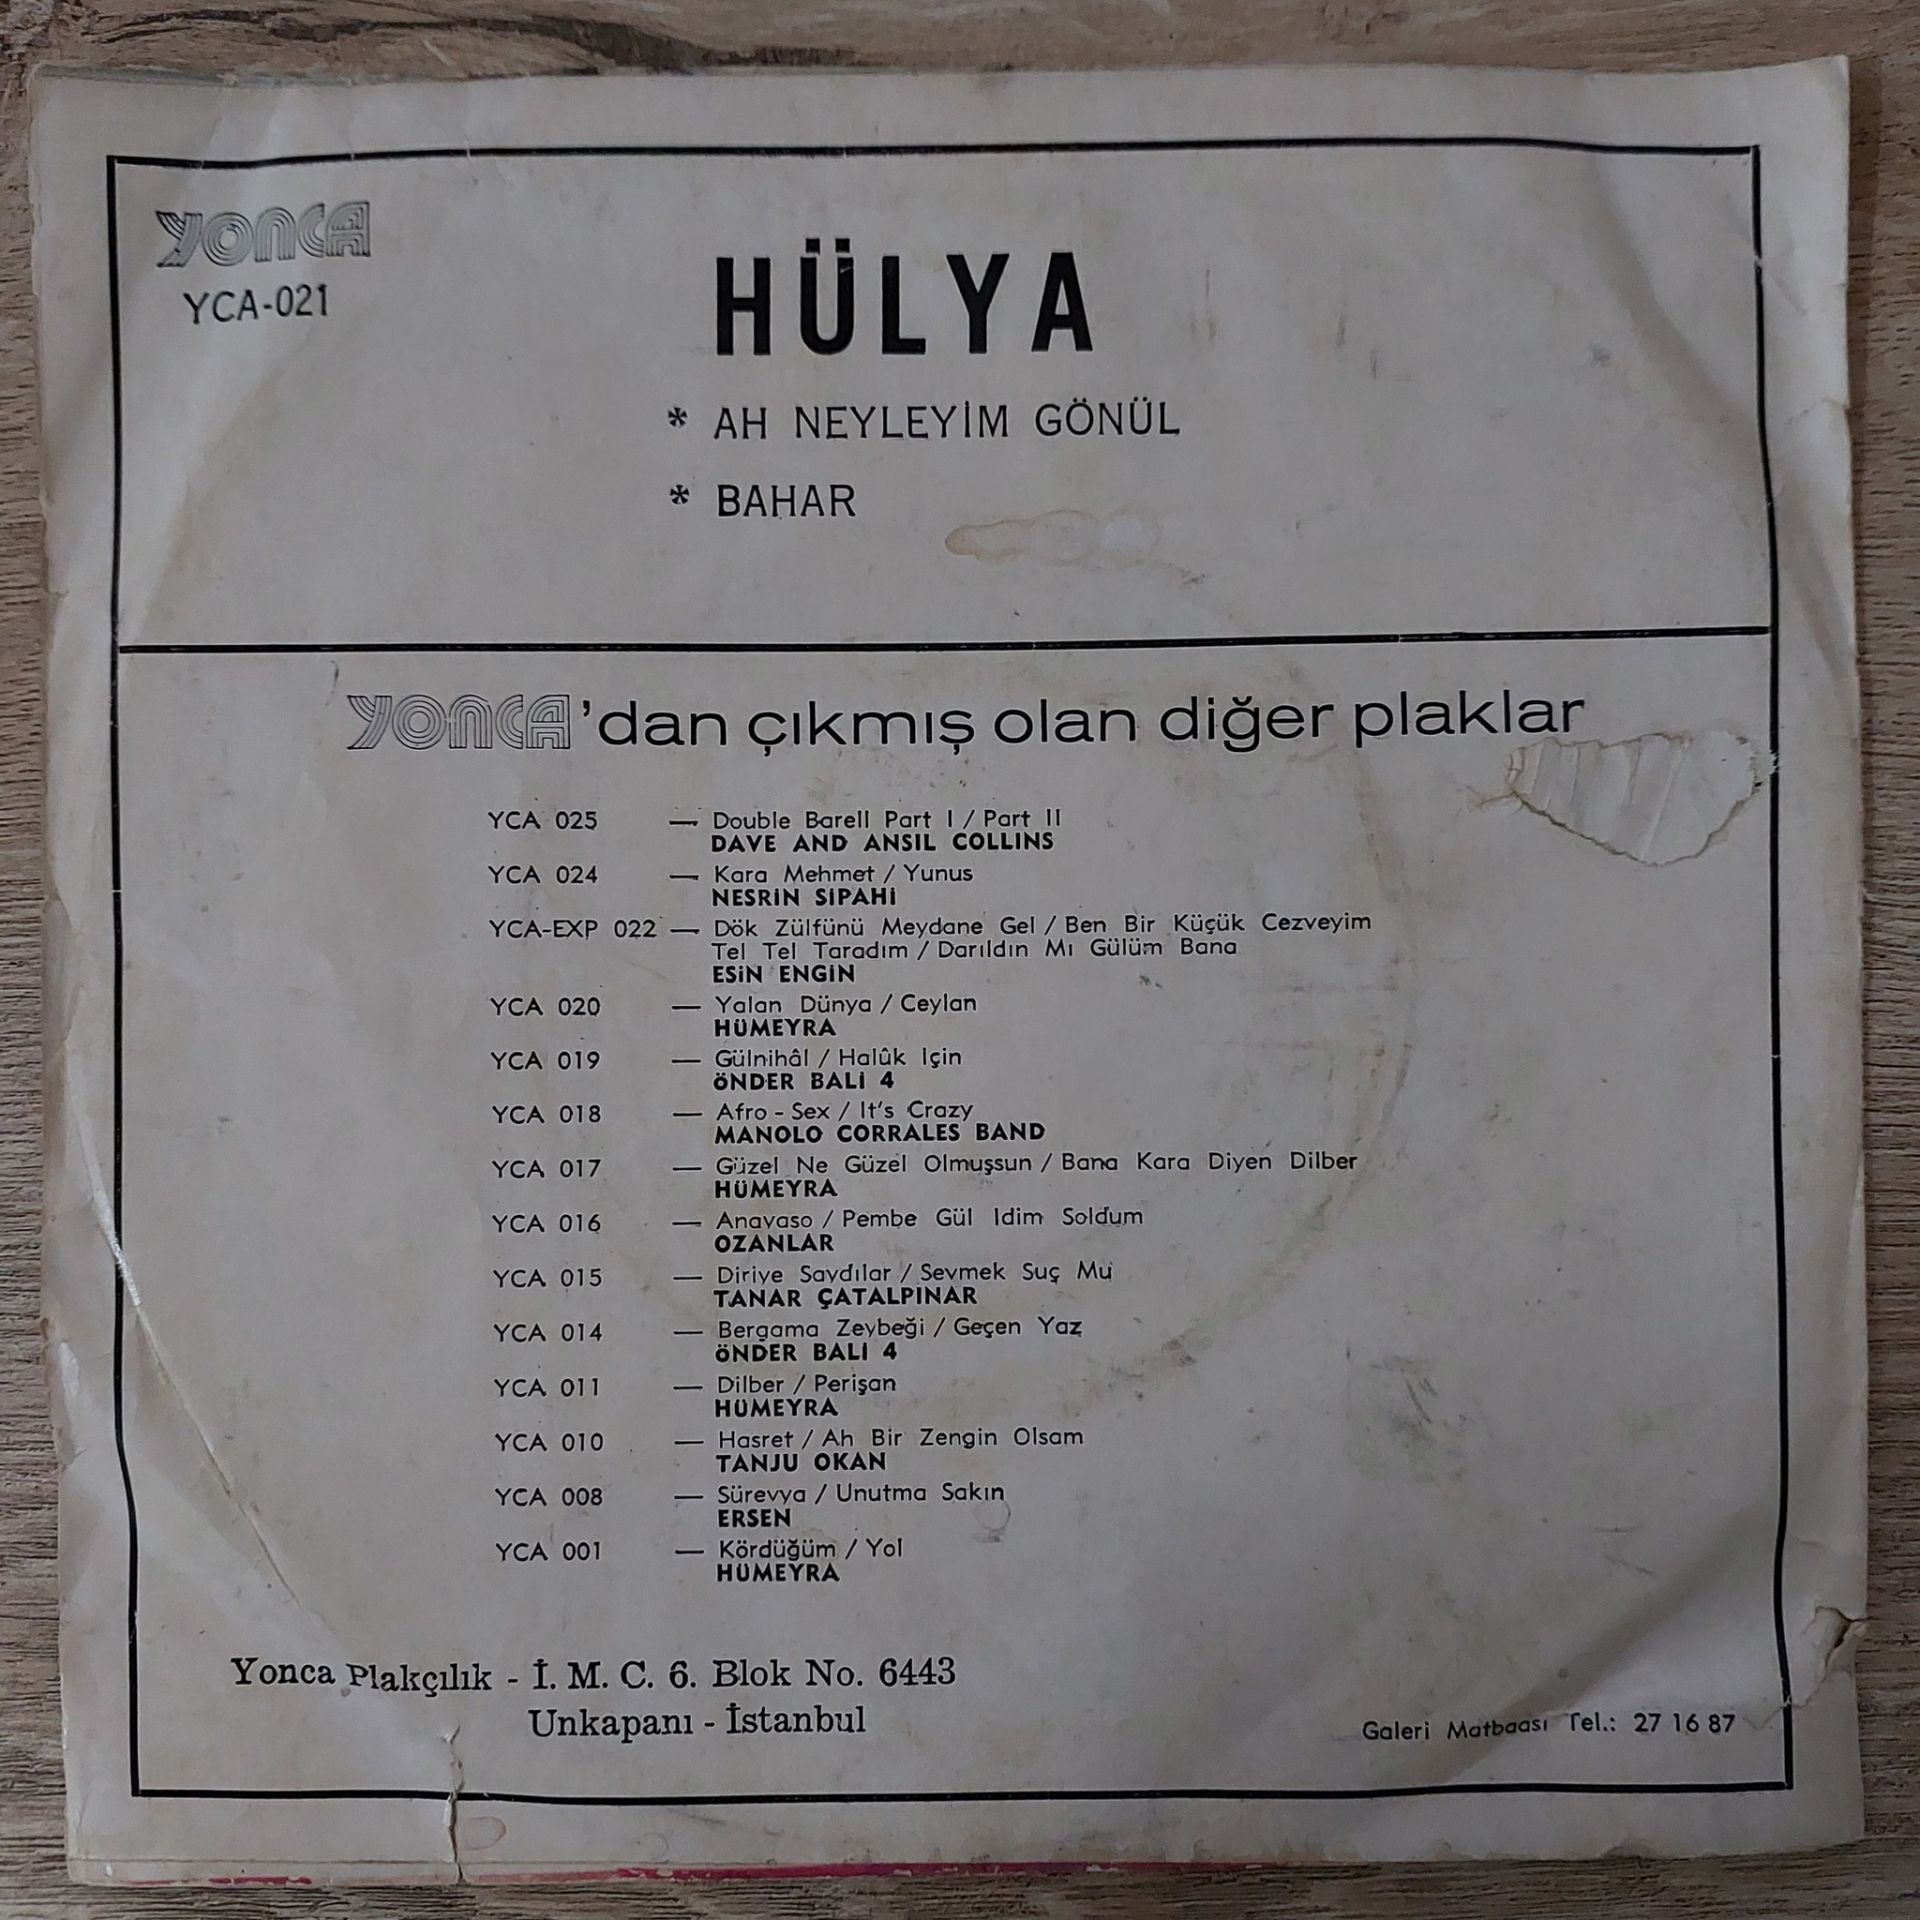 YONCA
YCA-021
HÜLYA
* AH NEYLEYİM GÖNÜL
* BAHAR
YONCA'dan çıkmış olan diğer plaklar
YCA 025 — Double Barell Part I / Part II
DAVE AND ANSIL COLLINS
YCA 024 — Kara Mehmet / Yunus
NESRİN SİPAHİ
YCA-EXP 022 — Dök Zülfünü Meydane Gel / Ben Bir Küçük Cezveyim
Tel Tel Taradım / Darıldın Mı Gülüm Bana
ESİN ENGİN
YCA 020 — Yalan Dünya / Ceylan
HÜMEYRA
YCA 019 — Gülnihâl / Halûk İçin
ÖNDER BALİ 4
YCA 018 — Afro - Sex / It's Crazy
MANOLO CORRALES BAND
YCA 017 — Güzel Ne Güzel Olmuşsun / Bana Kara Diyen Dilber
HÜMEYRA
YCA 016 — Anayaso / Pembe Gül Idim Soldum
OZANLAR
YCA 015 — Diriye Saydılar / Sevmek Suç Mu
TANAR ÇATALPINAR
YCA 014 — Bergama Zeybeği / Geçen Yaz
ÖNDER BALİ 4
YCA 011 — Dilber / Perişan
HÜMEYRA
YCA 010 — Hasret / Ah Bir Zengin Olsam
TANJU OKAN
YCA 008 — Sürevya / Unutma Sakın
ERSEN
YCA 001 — Kördüğüm / Yol
HÜMEYRA
Yonca Plakçılık - İ. M. C. 6. Blok No. 6443
Unkapanı - İstanbul
Galeri Matbaası Tel.: 27 16 87